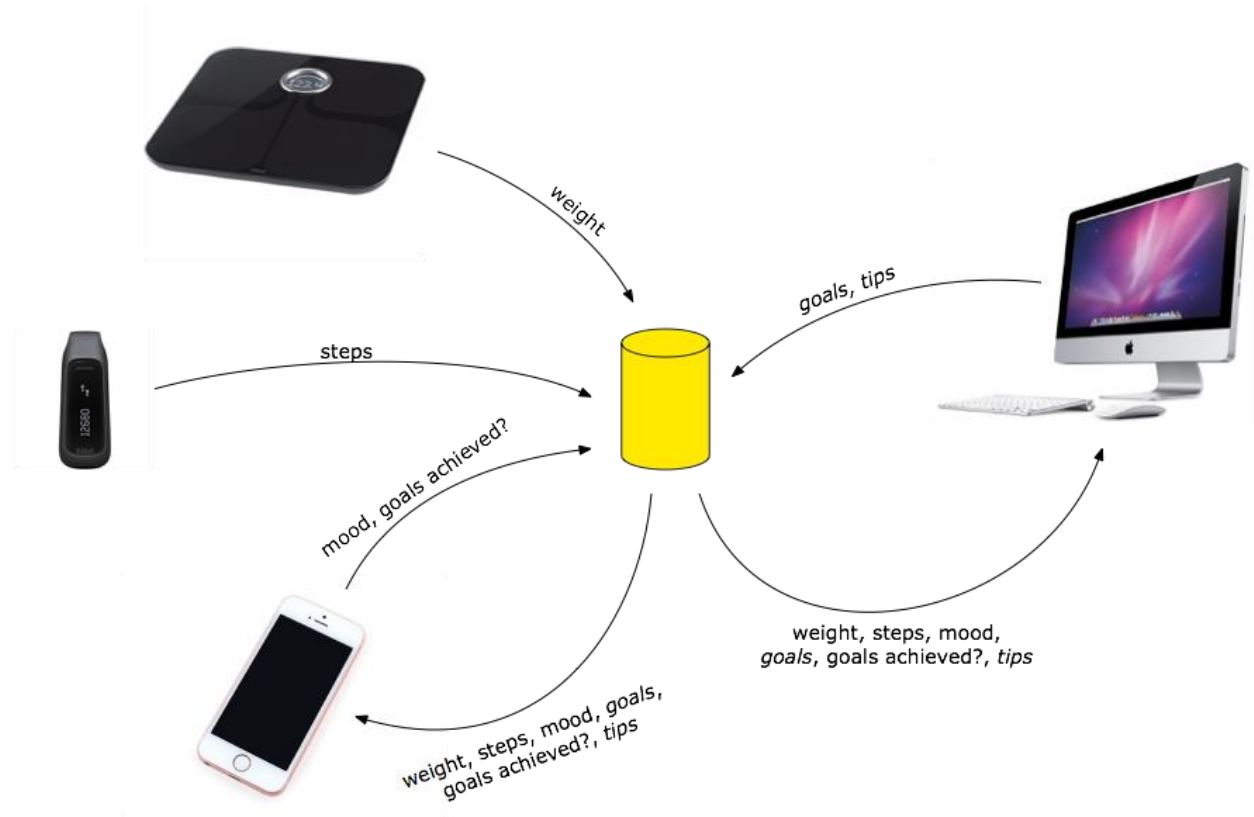 weight
goals, tips
steps
12680
mood, goals achieved?
weight, steps, mood,
goals, goals achieved?, tips
weight, steps, mood, goals,
goals achieved?, tips